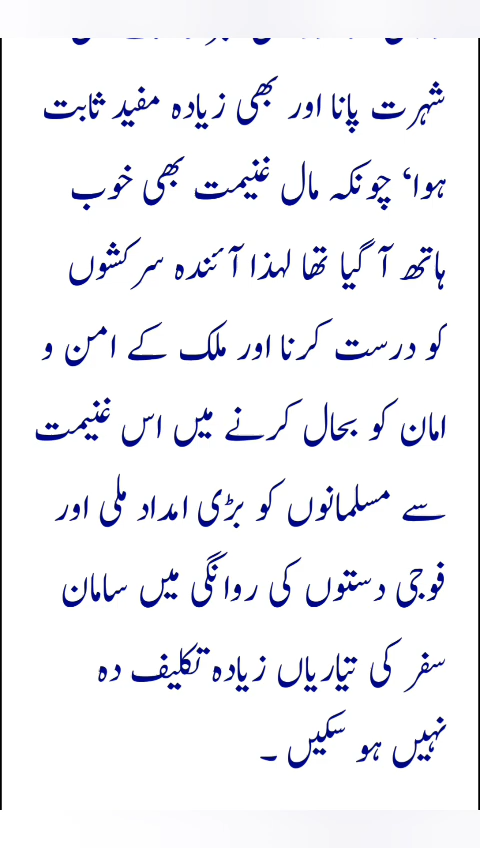 شہرت پانا اور بھی زیادہ مفید ثابت
ہوا، چونکہ مال غنیمت بھی خوب
ہاتھ آ گیا تھا لہذا آئندہ سرکشوں
کو درست کرنا اور ملک کے امن و
امان کو بحال کرنے میں اس غنیمت
سے مسلمانوں کو بڑی امداد ملی اور
فوجی دستوں کی روانگی میں سامان
سفر کی تیاریاں زیادہ تکلیف دہ
نہیں ہو سکیں ۔